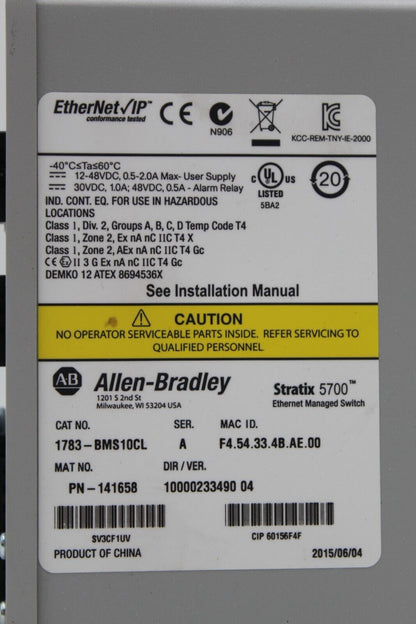 EtherNet/IP™
conformance tested
CE
N906
KCC-REM-TNY-IE-2000
-40°C≤Ta≤60°C
12-48VDC, 0.5-2.0A Max- User Supply
30VDC, 1.0A; 48VDC, 0.5A - Alarm Relay
IND. CONT. EQ. FOR USE IN HAZARDOUS
LOCATIONS
C UL US
LISTED
5BA2
20
Class I, Div. 2, Groups A, B, C, D Temp Code T4
Class I, Zone 2, Ex nA nC IIC T4 X
Class I, Zone 2, AEx nA nC IIC T4 Gc
CE Ex II 3 G Ex nA nC IIC T4 Gc
DEMKO 12 ATEX 8694536X
See Installation Manual
CAUTION
NO OPERATOR SERVICEABLE PARTS INSIDE. REFER SERVICING TO
QUALIFIED PERSONNEL.
AB Allen-Bradley
1201 S 2nd St
Milwaukee, WI 53204 USA
Stratix 5700™
Ethernet Managed Switch
CAT NO. SER. MAC ID.
1783-BMS10CL A F4.54.33.4B.AE.00
MAT NO. DIR / VER.
PN-141658 10000233490 04
SV3CF1UV CIP 60156F4F
PRODUCT OF CHINA 2015/06/04